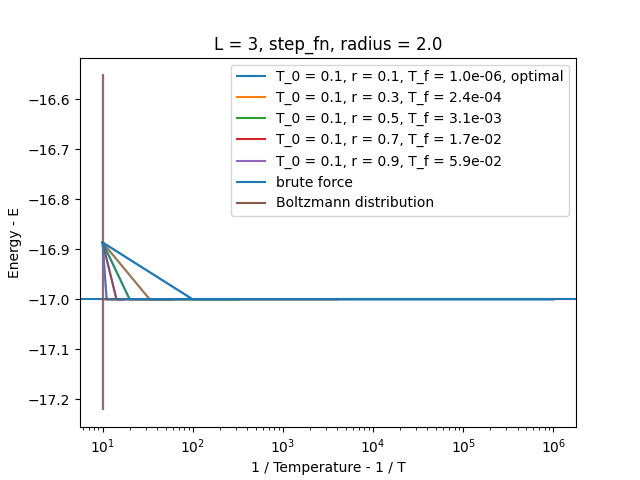 L = 3, step_fn, radius = 2.0
T_0 = 0.1, r = 0.1, T_f = 1.0e-06, optimal
T_0 = 0.1, r = 0.3, T_f = 2.4e-04
T_0 = 0.1, r = 0.5, T_f = 3.1e-03
T_0 = 0.1, r = 0.7, T_f = 1.7e-02
T_0 = 0.1, r = 0.9, T_f = 5.9e-02
brute force
Boltzmann distribution
Energy - E
−16.6
−16.7
−16.8
−16.9
−17.0
−17.1
−17.2
10¹ 10² 10³ 10⁴ 10⁵ 10⁶
1 / Temperature - 1 / T